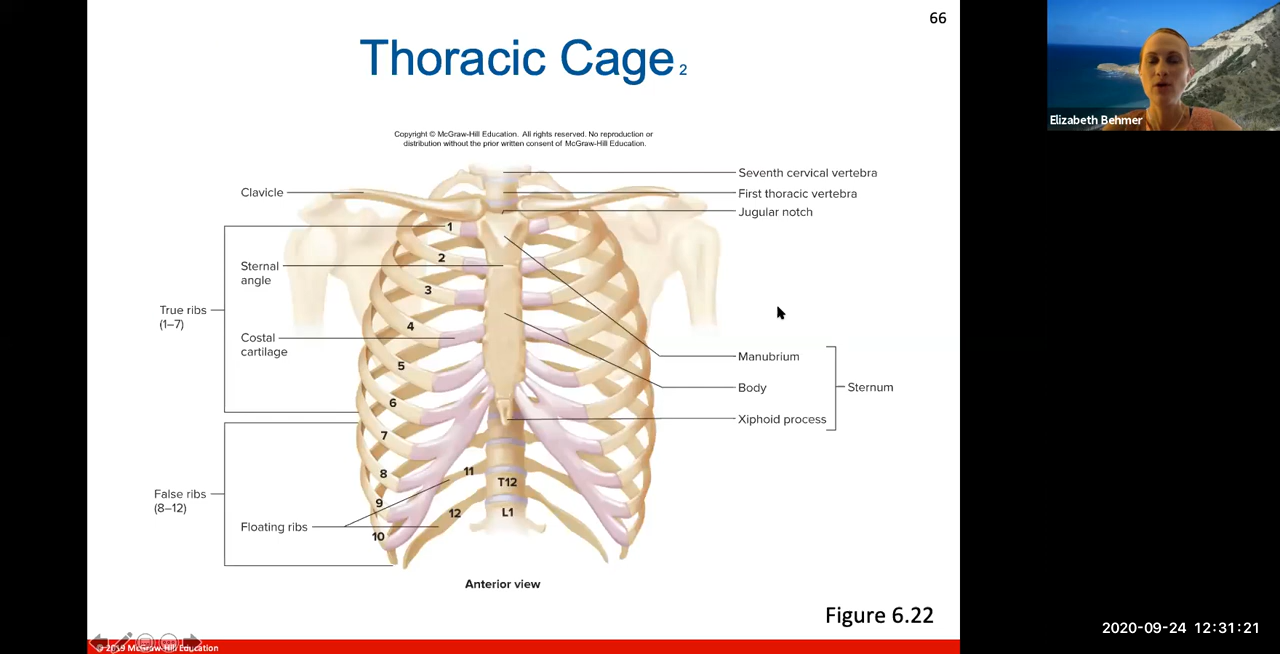 66
Thoracic Cage 2
Elizabeth Behmer
Copyright © McGraw-Hill Education. All rights reserved. No reproduction or
distribution without the prior written consent of McGraw-Hill Education.
Seventh cervical vertebra
Clavicle
First thoracic vertebra
Jugular notch
1
2
Sternal
angle
3
True ribs
(1–7)
4
Costal
cartilage
Manubrium
5
Body
Sternum
6
Xiphoid process
7
8
11
T12
False ribs
(8–12)
9
12
L1
Floating ribs
10
Anterior view
Figure 6.22
2020-09-24 12:31:21
© 2019 McGraw-Hill Education